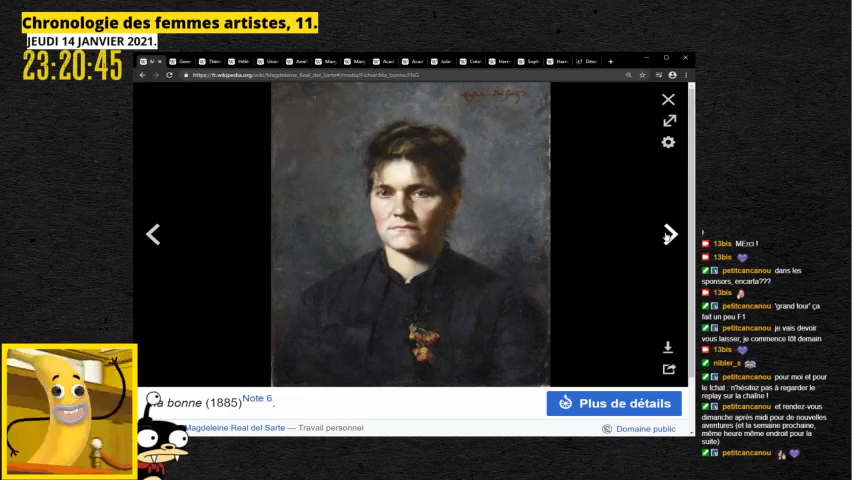 Chronologie des femmes artistes, 11.
JEUDI 14 JANVIER 2021.
23:20:45
https://fr.wikipedia.org/wiki/Magdeleine_Real_del_Sarte#/media/Fichier:Ma_bonne.PNG
bonne (1885)Note 6.
Plus de détails
Magdeleine Real del Sarte — Travail personnel
Domaine public
!
13bis MErci !
13bis
petitcancanou dans les
sponsors, encarta???
13bis
petitcancanou 'grand tour' ça
fait un peu F1
petitcancanou je vais devoir
vous laisser, je commence tôt demain
13bis
nibler_s
petitcancanou pour moi et pour
le tchat : n'hésitez pas à regarder le
replay sur la chaîne !
petitcancanou et rendez-vous
dimanche après midi pour de nouvelles
aventures (et la semaine prochaine,
même heure même endroit pour la
suite)
petitcancanou